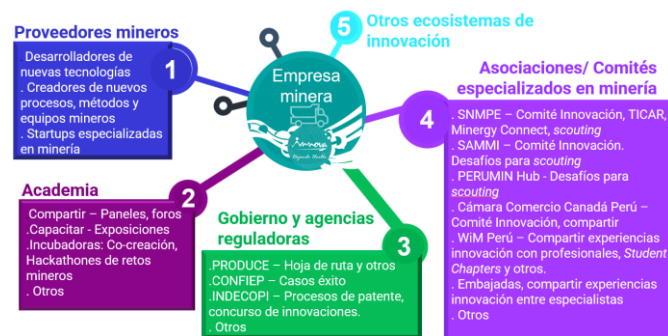 Proveedores mineros
1
. Desarrolladores de
nuevas tecnologías
. Creadores de nuevos
procesos, métodos y
equipos mineros
. Startups especializadas
en minería
Academia
2
Compartir – Paneles, foros
.Capacitar - Exposiciones
.Incubadoras: Co-creación,
Hackathones de retos
mineros
. Otros
Empresa
minera
innova
Gobierno y agencias
reguladoras
3
.PRODUCE – Hoja de ruta y otros
.CONFIEP – Casos éxito
.INDECOPI – Procesos de patente,
concurso de innovaciones.
. Otros
Asociaciones/ Comités
especializados en minería
4
. SNMPE – Comité Innovación, TICAR,
Minergy Connect, scouting
. SAMMI – Comité Innovación.
Desafíos para scouting
. PERUMIN Hub - Desafíos para
scouting
. Cámara Comercio Canadá Perú –
Comité Innovación, compartir
. WiM Perú – Compartir experiencias
innovación con profesionales, Student
Chapters y otros.
. Embajadas, compartir experiencias
innovación entre especialistas
. Otros
5
Otros ecosistemas de
innovación